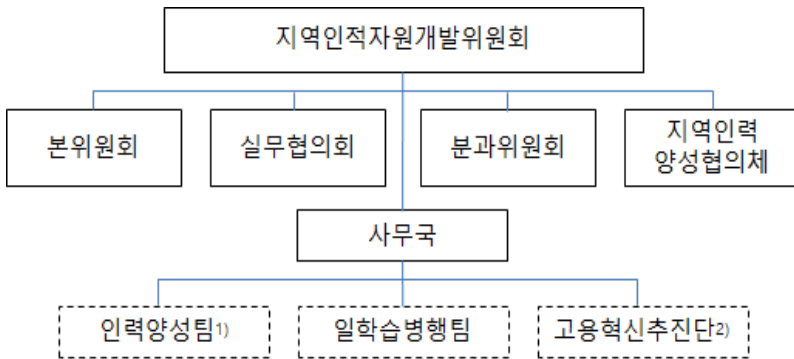 지역인적자원개발위원회
본위원회
실무협의회
분과위원회
지역인력
양성협의체
사무국
인력양성팀1)
일학습병행팀
고용혁신추진단2)